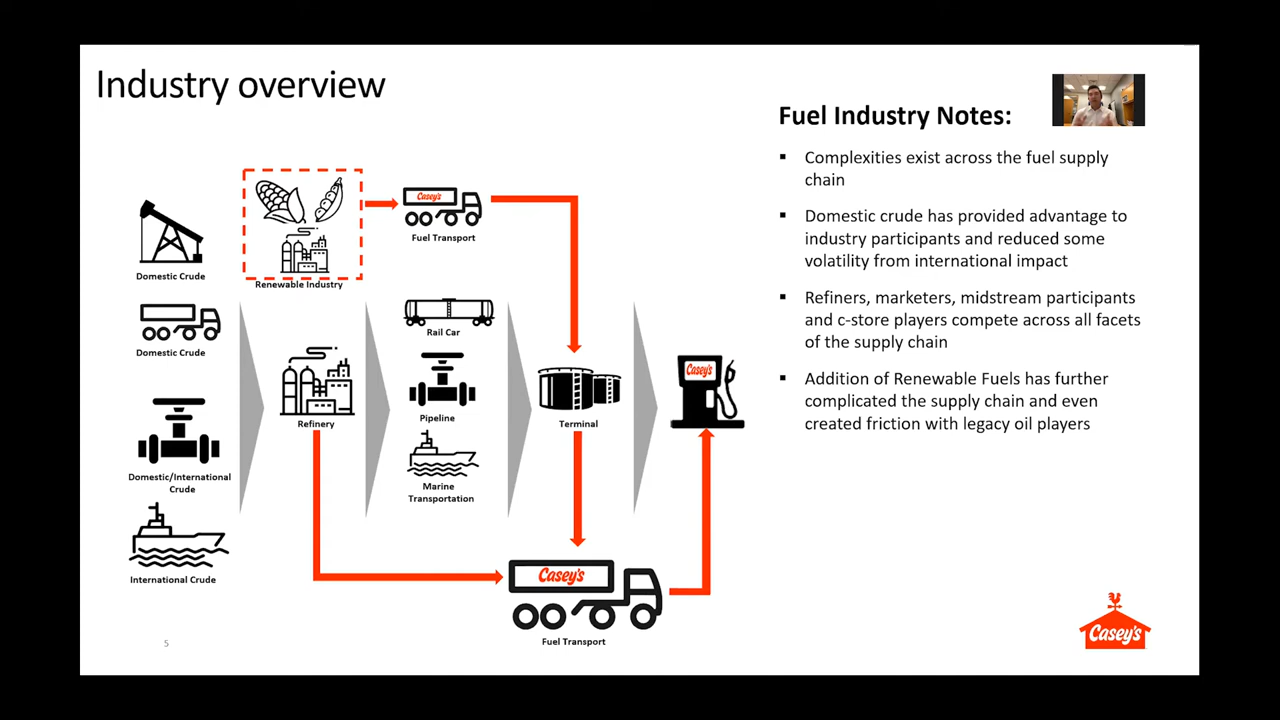 Industry overview
Fuel Industry Notes:
▪ Complexities exist across the fuel supply
chain
▪ Domestic crude has provided advantage to
industry participants and reduced some
volatility from international impact
▪ Refiners, marketers, midstream participants
and c-store players compete across all facets
of the supply chain
▪ Addition of Renewable Fuels has further
complicated the supply chain and even
created friction with legacy oil players
Domestic Crude
Domestic Crude
Domestic/International
Crude
International Crude
Renewable Industry
Refinery
Casey's
Fuel Transport
Rail Car
Pipeline
Marine
Transportation
Terminal
Casey's
Casey's
Fuel Transport
5
Casey's